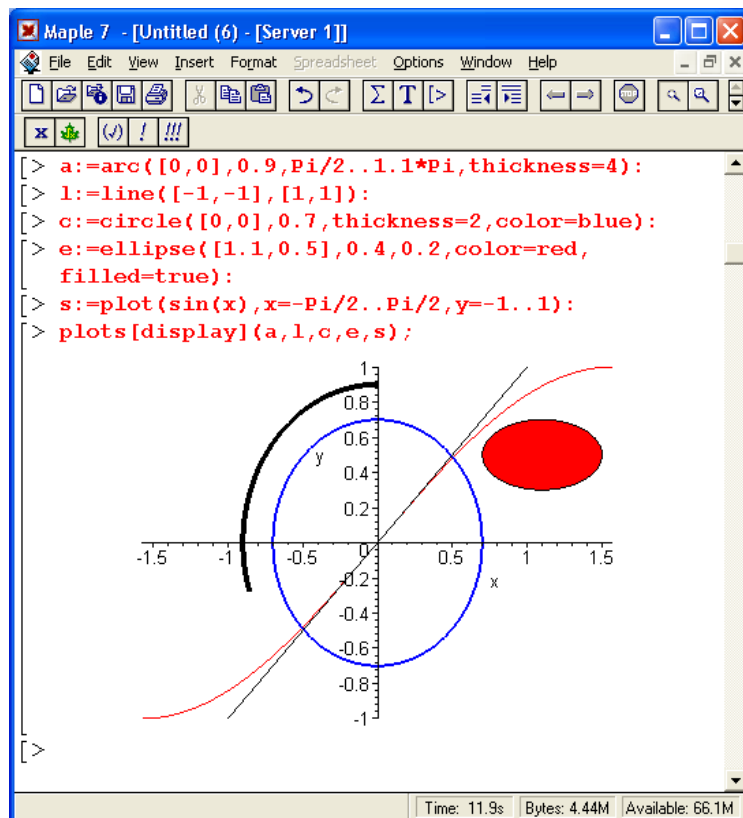 Maple 7 - [Untitled (6) - [Server 1]]
File Edit View Insert Format Spreadsheet Options Window Help
Σ T [>
x (√) ! !!!
[> a:=arc([0,0],0.9,Pi/2..1.1*Pi,thickness=4):
[> l:=line([-1,-1],[1,1]):
[> c:=circle([0,0],0.7,thickness=2,color=blue):
[> e:=ellipse([1.1,0.5],0.4,0.2,color=red,
filled=true):
[> s:=plot(sin(x),x=-Pi/2..Pi/2,y=-1..1):
[> plots[display](a,l,c,e,s);
1
0.8
0.6
y
0.4
0.2
0
-1.5 -1 -0.5 0.5 1 1.5
-0.2
x
-0.4
-0.6
-0.8
-1
[>
Time: 11.9s Bytes: 4.44M Available: 66.1M